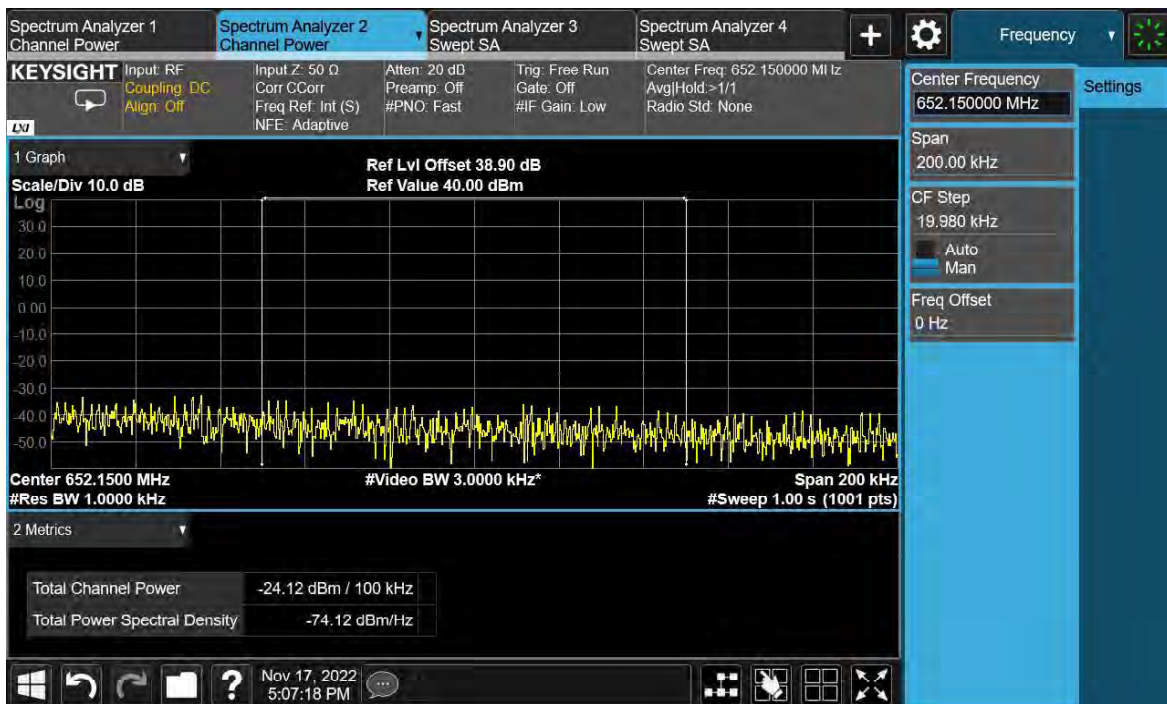 Spectrum Analyzer 1
Channel Power
Spectrum Analyzer 2
Channel Power
Spectrum Analyzer 3
Swept SA
Spectrum Analyzer 4
Swept SA
+
Frequency
KEYSIGHT
LXI
Input: RF
Coupling: DC
Align: Off
Input Z: 50 Ω
Corr CCorr
Freq Ref: Int (S)
NFE: Adaptive
Atten: 20 dB
Preamp: Off
#PNO: Fast
Trig: Free Run
Gate: Off
#IF Gain: Low
Center Freq: 652.150000 MHz
Avg|Hold:>1/1
Radio Std: None
Center Frequency
652.150000 MHz
Settings
Span
200.00 kHz
CF Step
19.980 kHz
Auto
Man
Freq Offset
0 Hz
1 Graph
Scale/Div 10.0 dB
Ref Lvl Offset 38.90 dB
Ref Value 40.00 dBm
Log
30.0
20.0
10.0
0.00
-10.0
-20.0
-30.0
-40.0
-50.0
Center 652.1500 MHz
#Video BW 3.0000 kHz*
Span 200 kHz
#Res BW 1.0000 kHz
#Sweep 1.00 s (1001 pts)
2 Metrics
Total Channel Power -24.12 dBm / 100 kHz
Total Power Spectral Density -74.12 dBm/Hz
?
Nov 17, 2022
5:07:18 PM